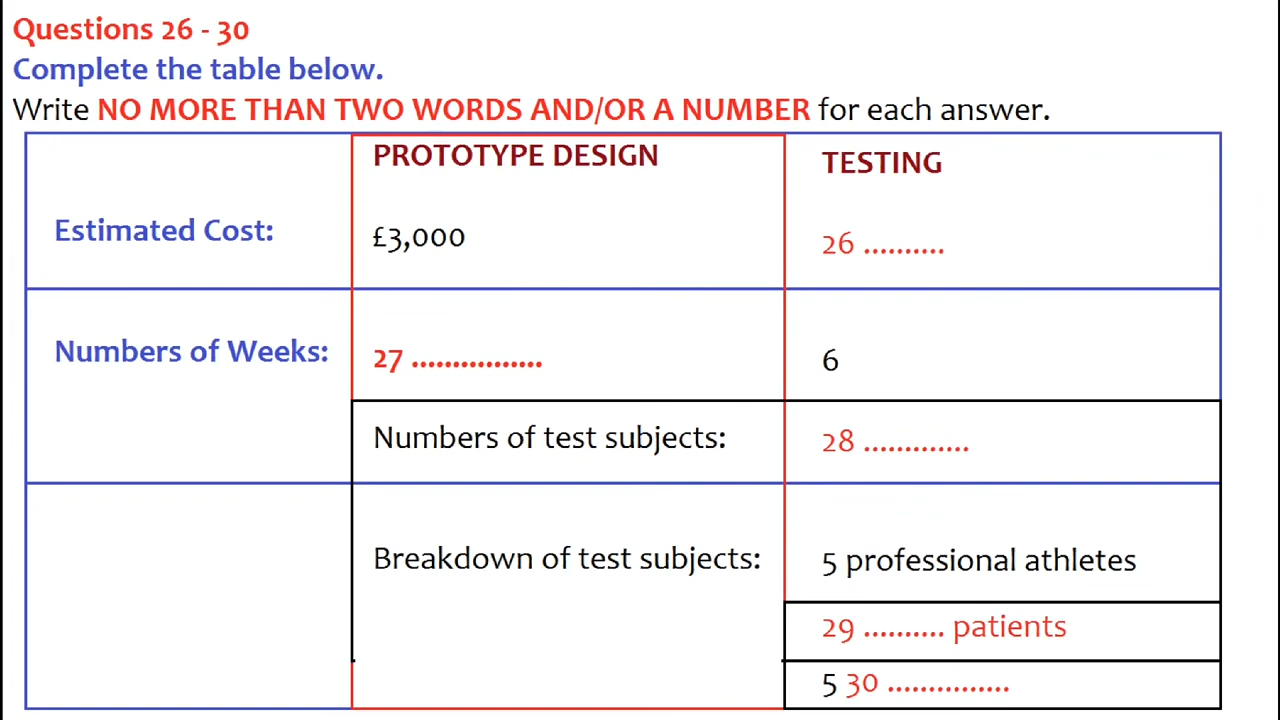 Questions 26 - 30
Complete the table below.
Write NO MORE THAN TWO WORDS AND/OR A NUMBER for each answer.
PROTOTYPE DESIGN
TESTING
Estimated Cost:
£3,000
26 ..........
Numbers of Weeks:
27 ................
6
Numbers of test subjects:
28 .............
Breakdown of test subjects:
5 professional athletes
29 .......... patients
5 30 ...............